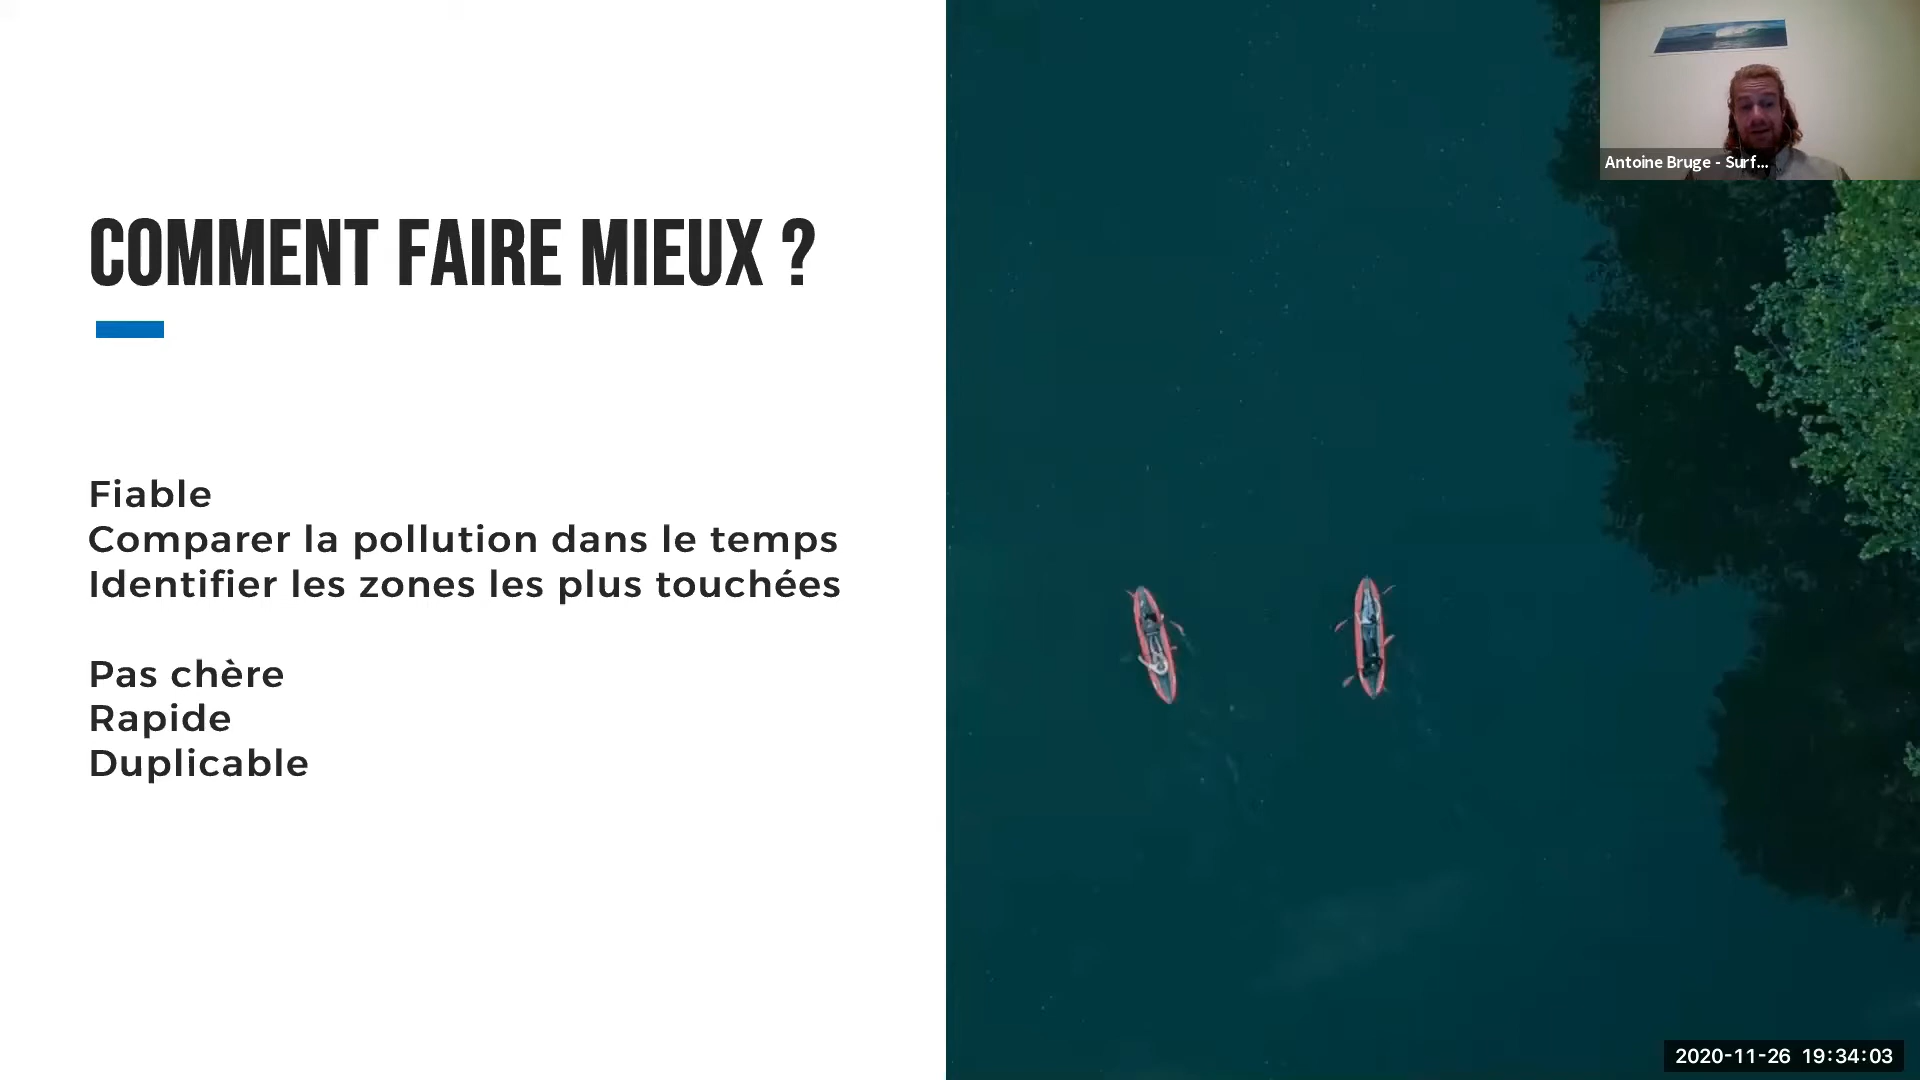 COMMENT FAIRE MIEUX ?
Fiable
Comparer la pollution dans le temps
Identifier les zones les plus touchées
Pas chère
Rapide
Duplicable
Antoine Bruge - Surf...
2020-11-26 19:34:03